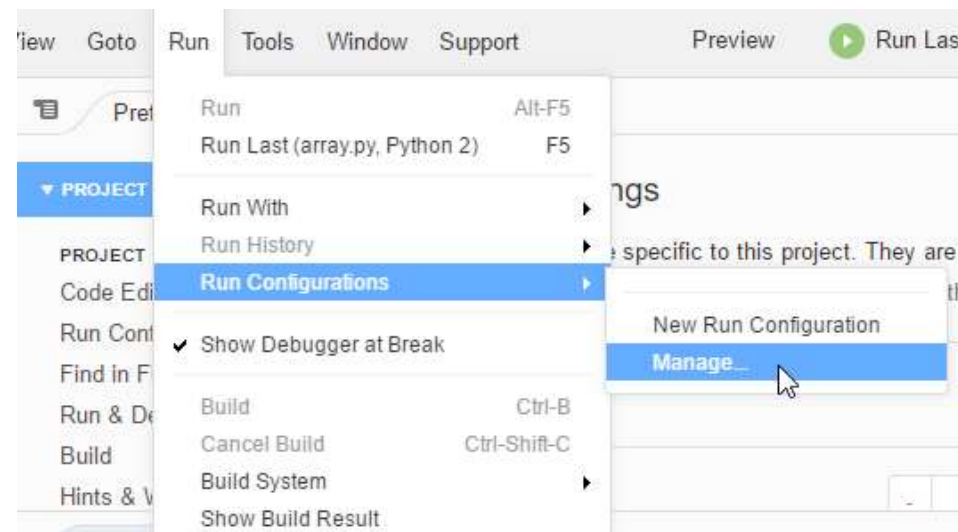 iew Goto Run Tools Window Support Preview Run Las
Pref
Run Alt-F5
Run Last (array.py, Python 2) F5
PROJECT
ngs
Run With
Run History
PROJECT
specific to this project. They are
Run Configurations
Code Edi
New Run Configuration
Run Conf
Show Debugger at Break
Manage...
Find in F
Build Ctrl-B
Run & De
Cancel Build Ctrl-Shift-C
Build
Build System
Hints & W
Show Build Result